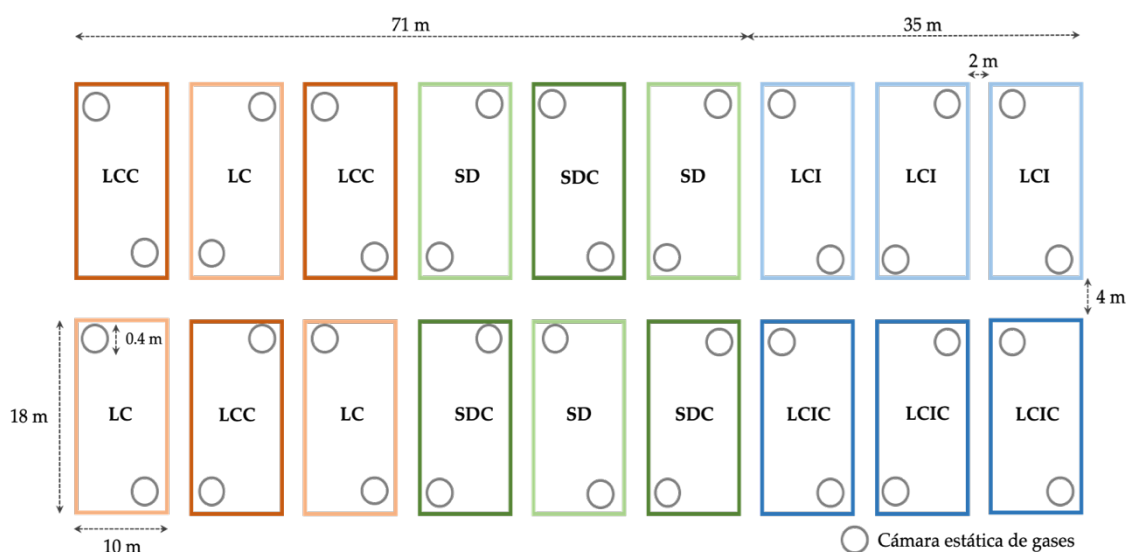 71 m
35 m
2 m
LCC
LC
LCC
SD
SDC
SD
LCI
LCI
LCI
4 m
0.4 m
18 m
LC
LCC
LC
SDC
SD
SDC
LCIC
LCIC
LCIC
10 m
Cámara estática de gases